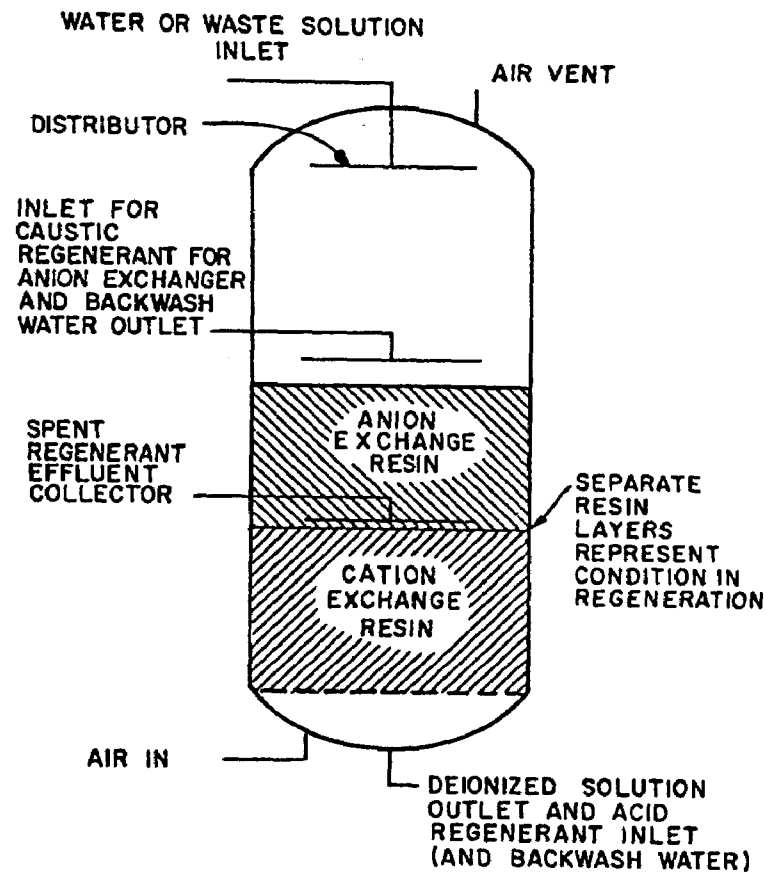 WATER OR WASTE SOLUTION
INLET
AIR VENT
DISTRIBUTOR
INLET FOR
CAUSTIC
REGENERANT FOR
ANION EXCHANGER
AND BACKWASH
WATER OUTLET
ANION
EXCHANGE
RESIN
SPENT
REGENERANT
EFFLUENT
COLLECTOR
SEPARATE
RESIN
LAYERS
REPRESENT
CONDITION IN
REGENERATION
CATION
EXCHANGE
RESIN
AIR IN
DEIONIZED SOLUTION
OUTLET AND ACID
REGENERANT INLET
(AND BACKWASH WATER)